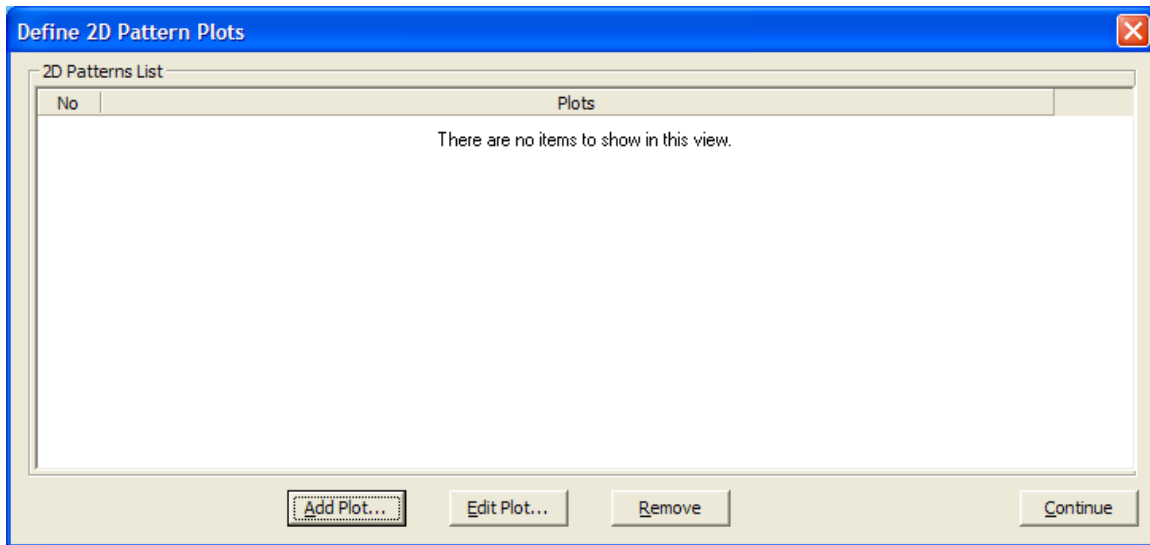 Define 2D Pattern Plots
2D Patterns List
No Plots
There are no items to show in this view.
Add Plot... Edit Plot... Remove Continue